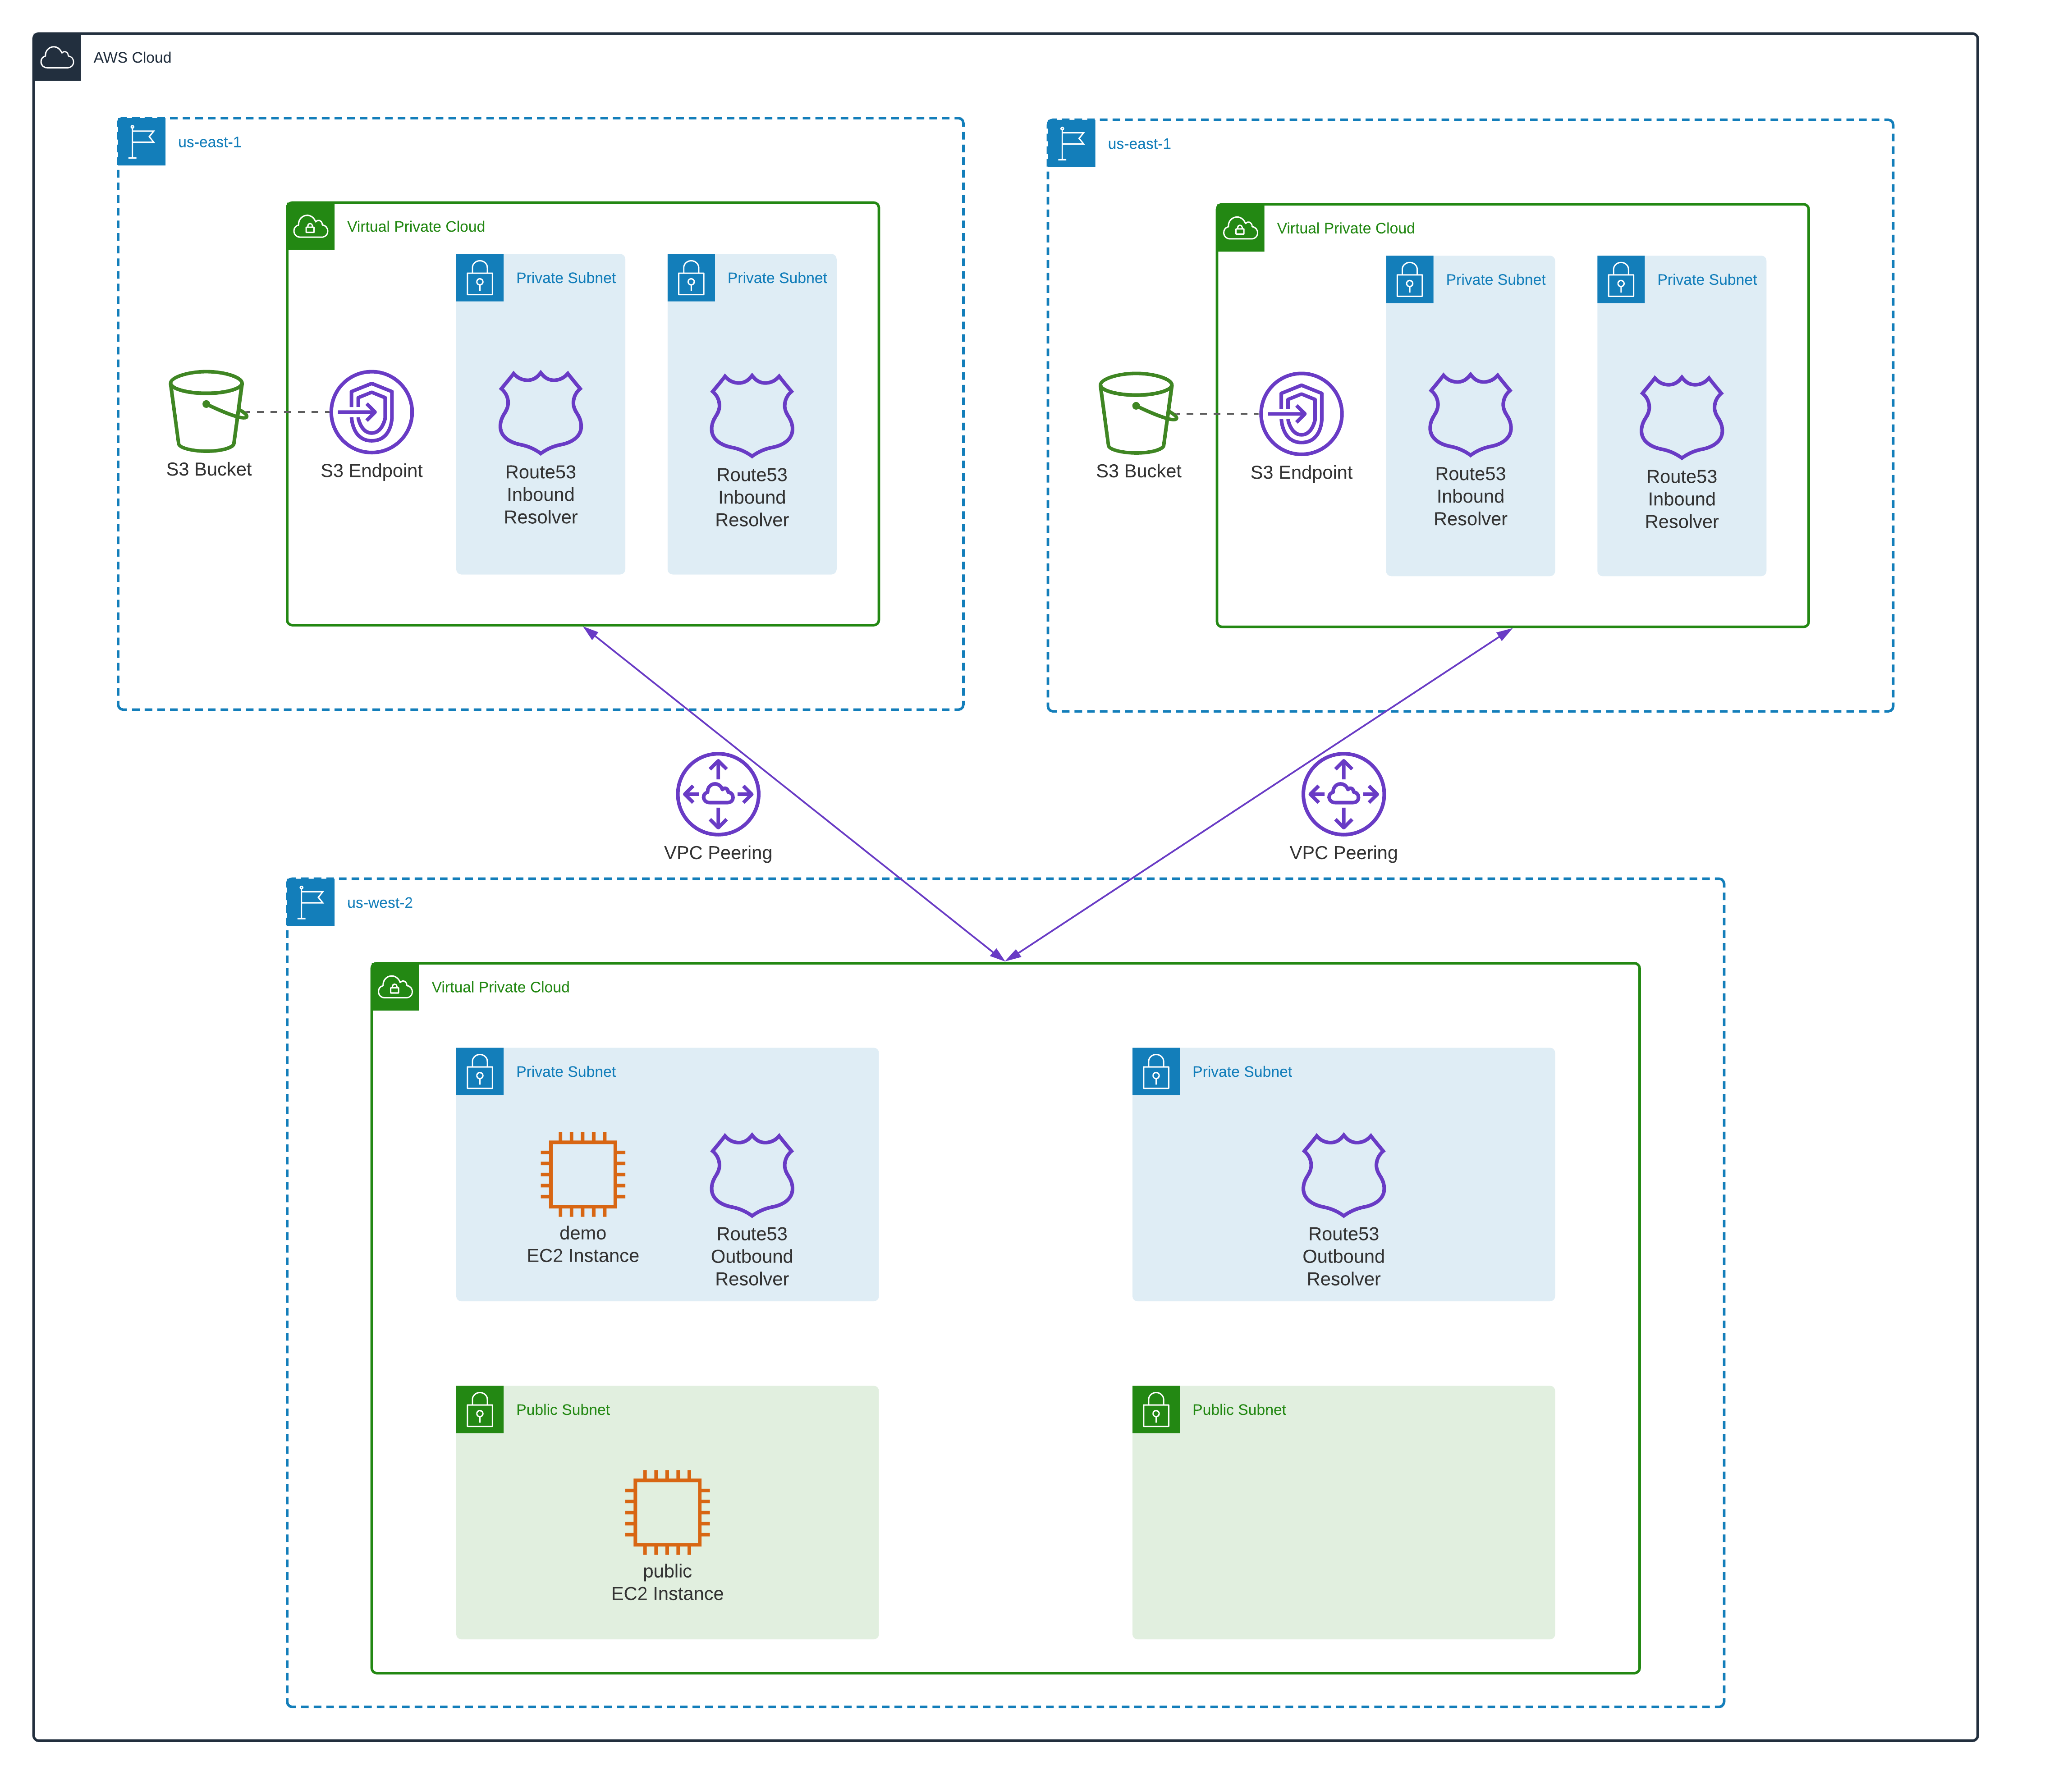 AWS Cloud
us-east-1
Virtual Private Cloud
Private Subnet
Private Subnet
S3 Bucket
S3 Endpoint
Route53
Inbound
Resolver
Route53
Inbound
Resolver
us-east-1
Virtual Private Cloud
Private Subnet
Private Subnet
S3 Bucket
S3 Endpoint
Route53
Inbound
Resolver
Route53
Inbound
Resolver
VPC Peering
VPC Peering
us-west-2
Virtual Private Cloud
Private Subnet
demo
EC2 Instance
Route53
Outbound
Resolver
Private Subnet
Route53
Outbound
Resolver
Public Subnet
public
EC2 Instance
Public Subnet